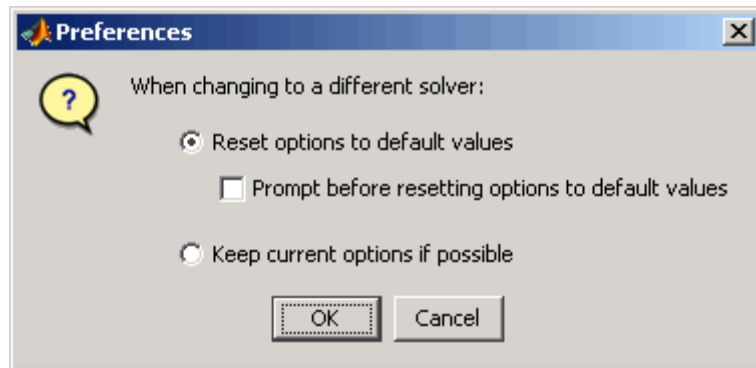 Preferences
When changing to a different solver:
Reset options to default values
Prompt before resetting options to default values
Keep current options if possible
OK
Cancel